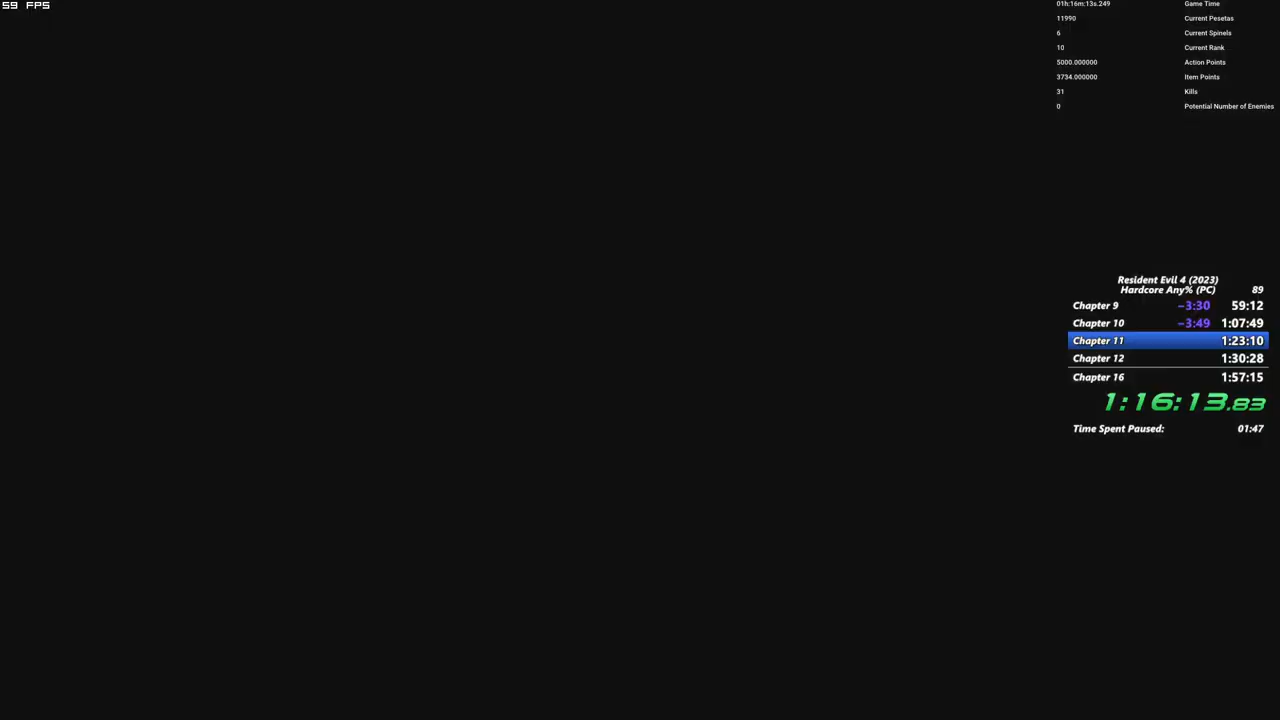 59 FPS
01h:16m:13s.249 Game Time
11990 Current Pesetas
6 Current Spinels
10 Current Rank
5000.000000 Action Points
3734.000000 Item Points
31 Kills
0 Potential Number of Enemies
Resident Evil 4 (2023)
Hardcore Any% (PC) 89
Chapter 9 −3:30 59:12
Chapter 10 −3:49 1:07:49
Chapter 11 1:23:10
Chapter 12 1:30:28
Chapter 16 1:57:15
1:16:13.83
Time Spent Paused: 01:47